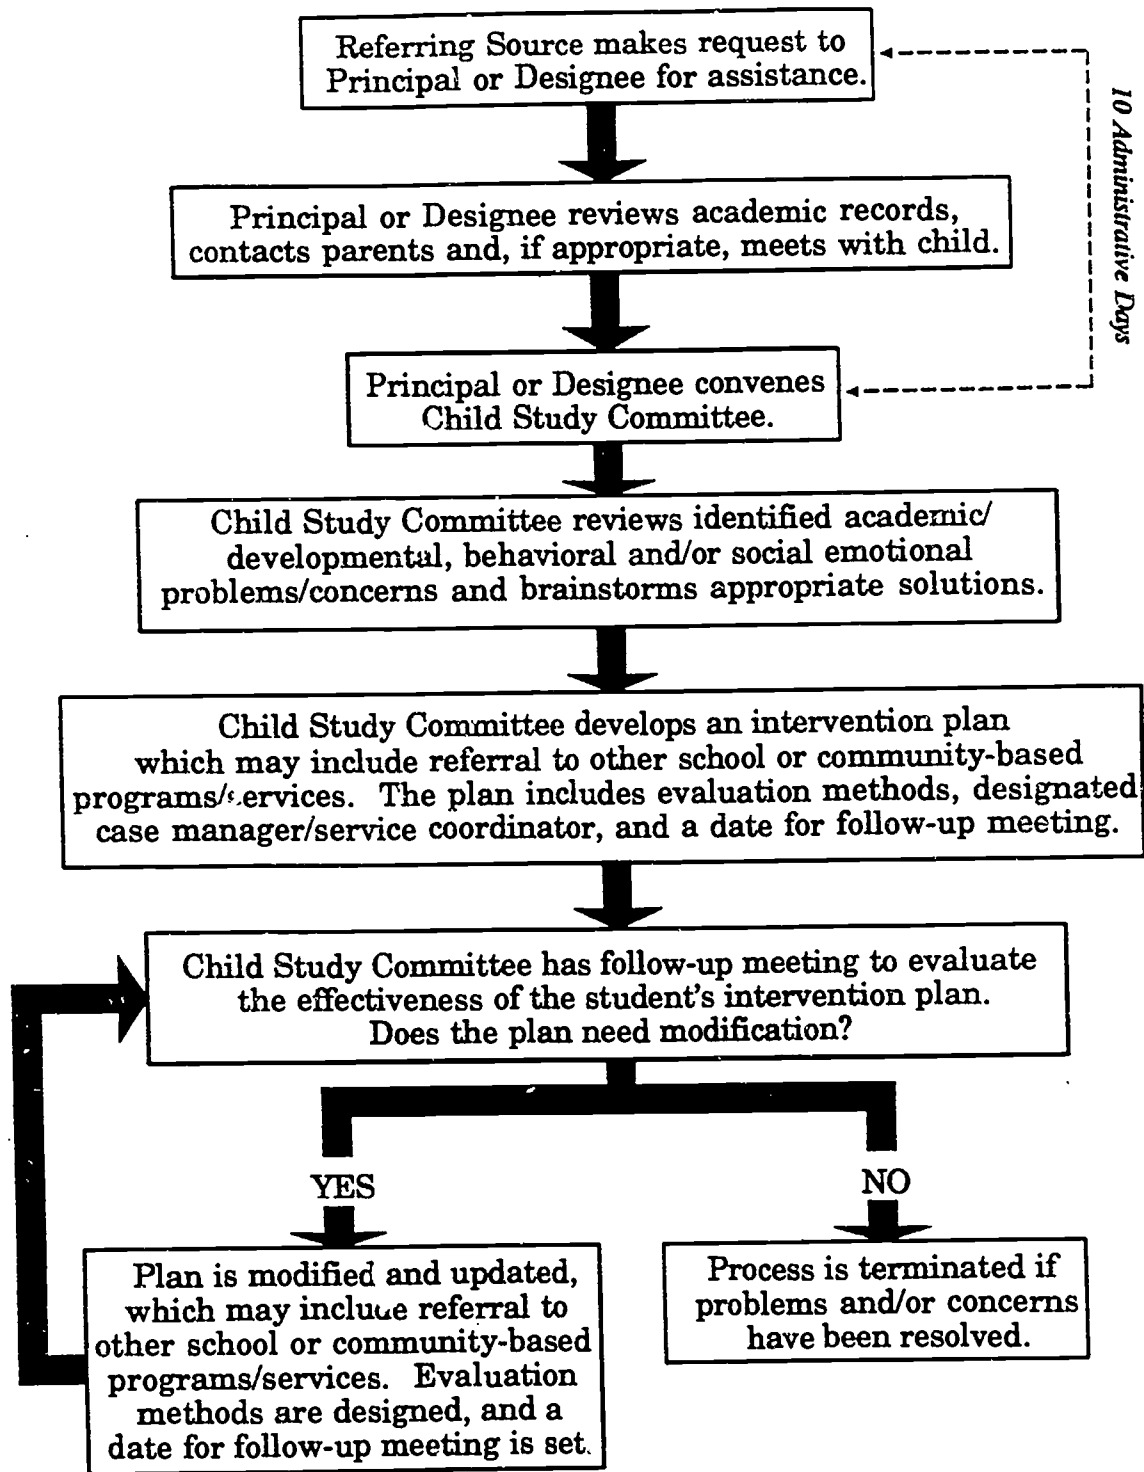 Referring Source makes request to
Principal or Designee for assistance.
10 Administrative Days
Principal or Designee reviews academic records,
contacts parents and, if appropriate, meets with child.
Principal or Designee convenes
Child Study Committee.
Child Study Committee reviews identified academic/
developmental, behavioral and/or social emotional
problems/concerns and brainstorms appropriate solutions.
Child Study Committee develops an intervention plan
which may include referral to other school or community-based
programs/services. The plan includes evaluation methods, designated
case manager/service coordinator, and a date for follow-up meeting.
Child Study Committee has follow-up meeting to evaluate
the effectiveness of the student's intervention plan.
Does the plan need modification?
YES
NO
Plan is modified and updated,
which may include referral to
other school or community-based
programs/services. Evaluation
methods are designed, and a
date for follow-up meeting is set.
Process is terminated if
problems and/or concerns
have been resolved.